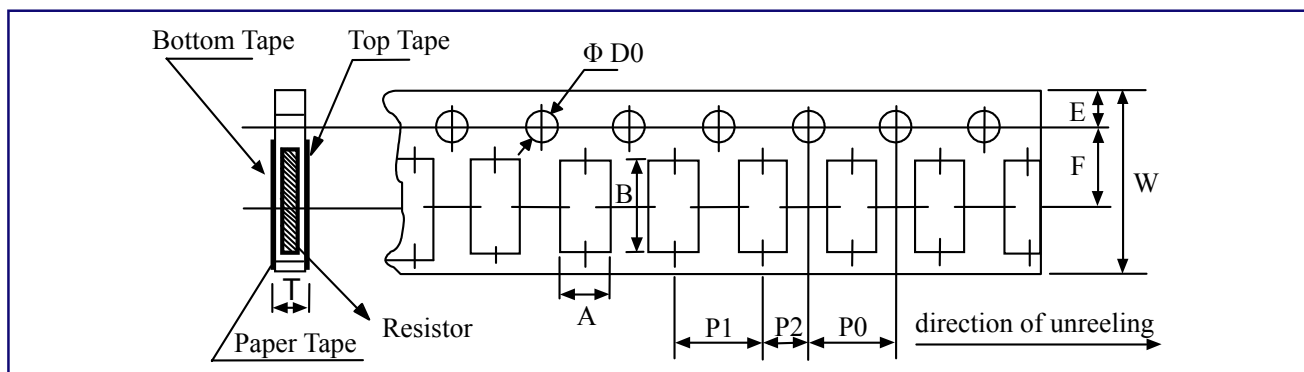 Bottom Tape
Top Tape
Φ D0
E
F
W
B
T
A
Resistor
Paper Tape
P1
P2
P0
direction of unreeling